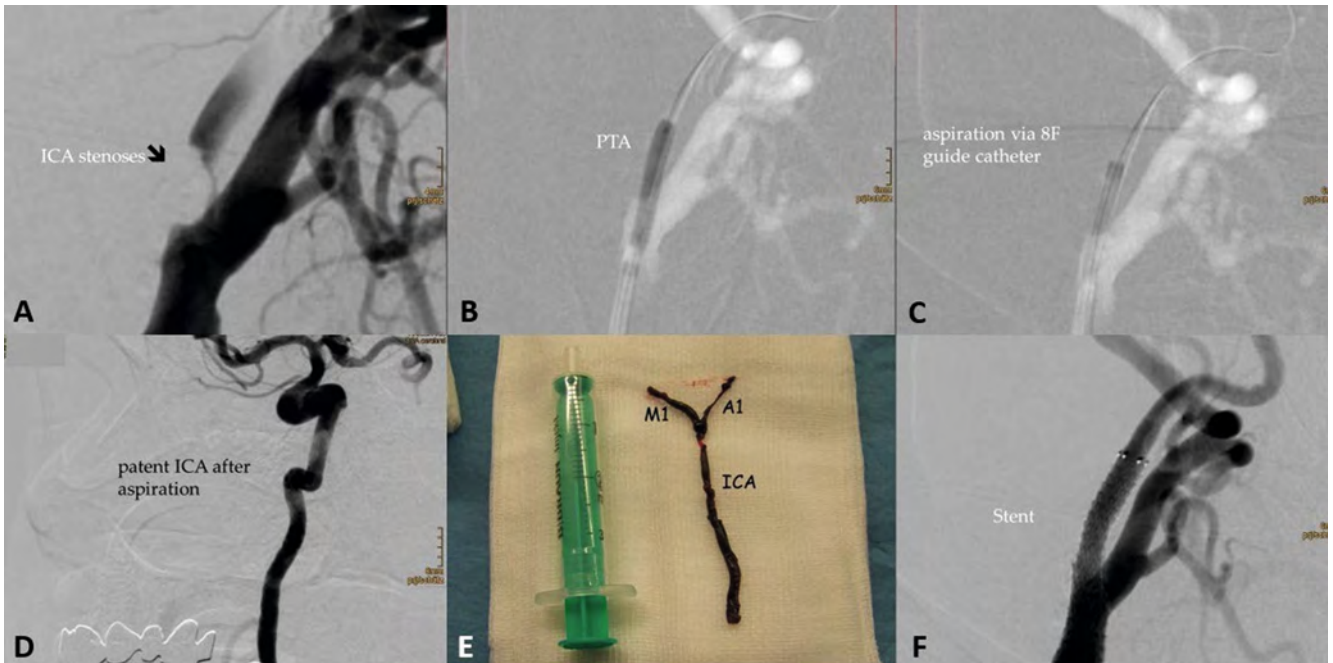 ICA stenoses
A
PTA
B
aspiration via 8F
guide catheter
C
patent ICA after
aspiration
D
M1
A1
ICA
E
Stent
F